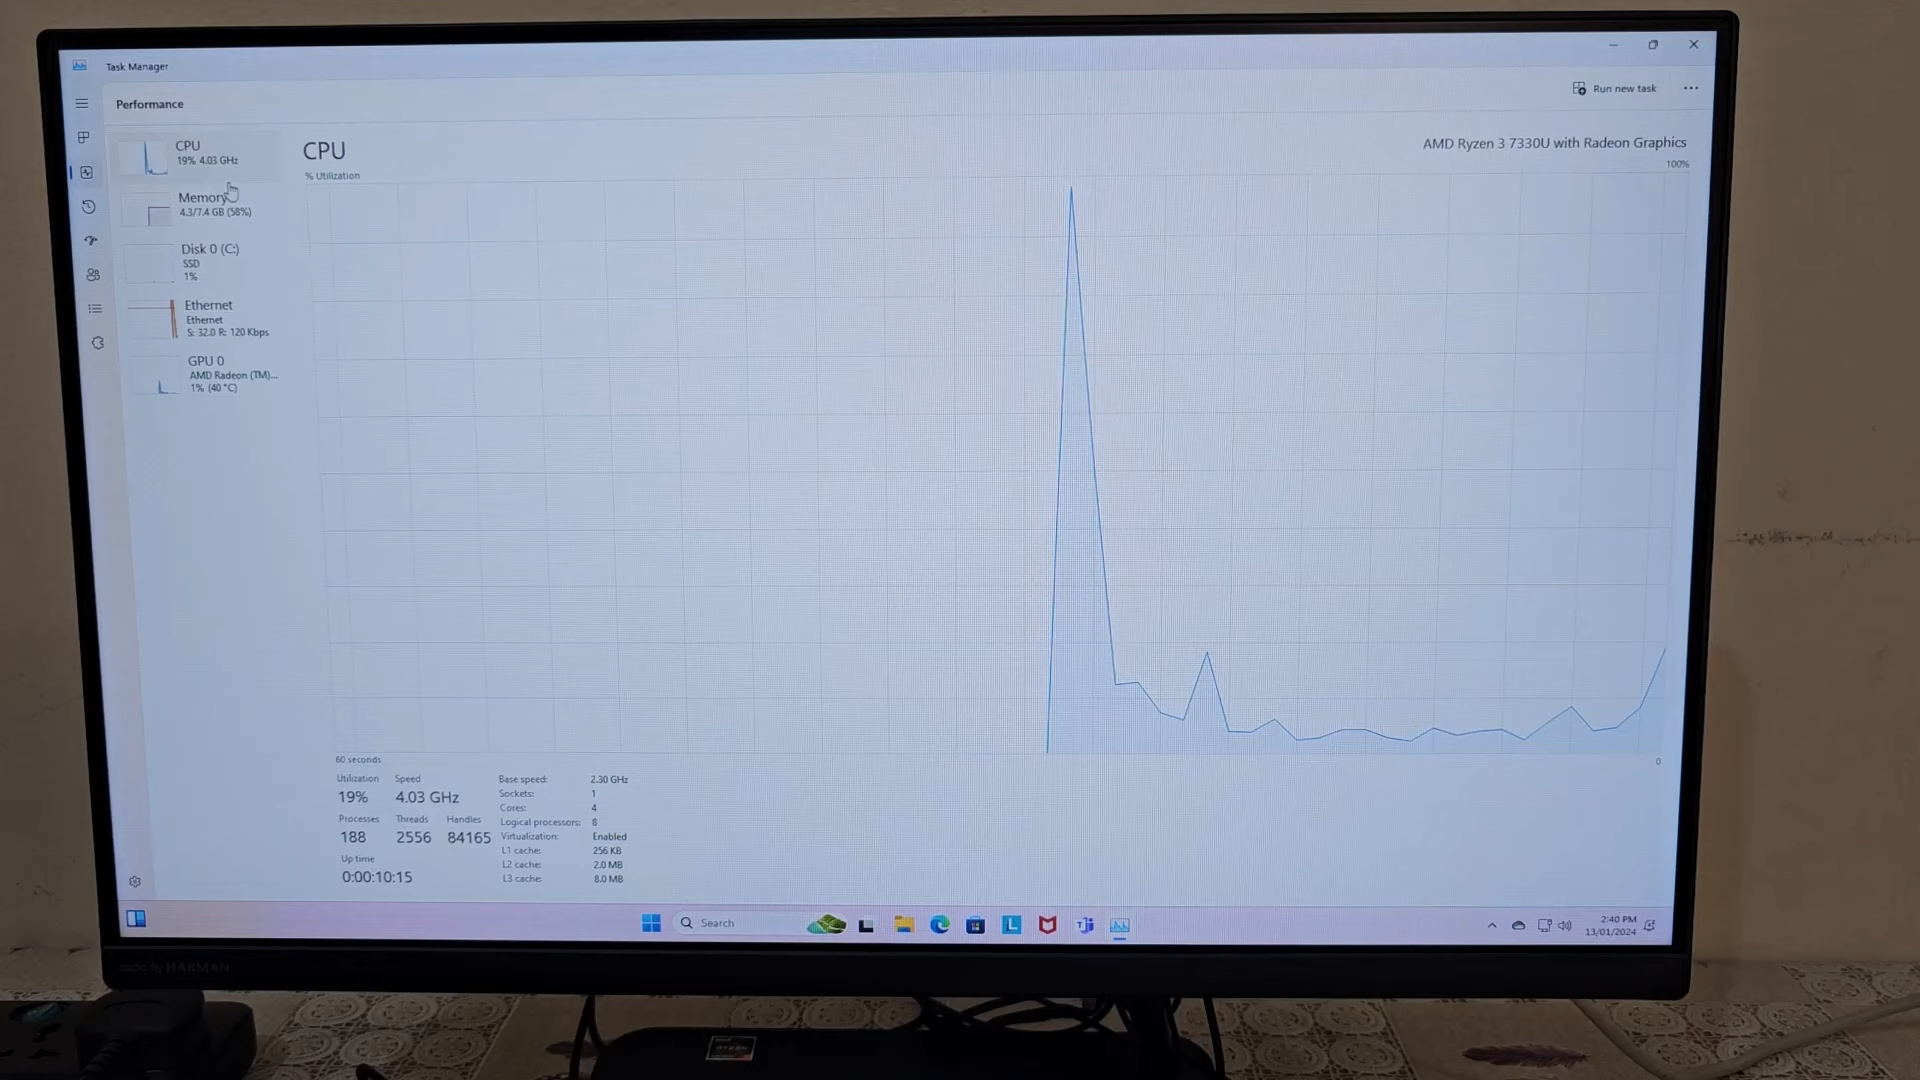 Task Manager
Run new task
Performance
CPU
19% 4.03 GHz
Memory
4.3/7.4 GB (58%)
Disk 0 (C:)
SSD
1%
Ethernet
Ethernet
S: 32.0 R: 120 Kbps
GPU 0
AMD Radeon (TM)...
1% (40 °C)
CPU
AMD Ryzen 3 7330U with Radeon Graphics
% Utilization
100%
60 seconds
0
Utilization
Speed
19%
4.03 GHz
Processes
Threads
Handles
188
2556
84165
Up time
0:00:10:15
Base speed: 2.30 GHz
Sockets: 1
Cores: 4
Logical processors: 8
Virtualization: Enabled
L1 cache: 256 KB
L2 cache: 2.0 MB
L3 cache: 8.0 MB
Search
2:40 PM
13/01/2024
audio by HARMAN
RYZEN